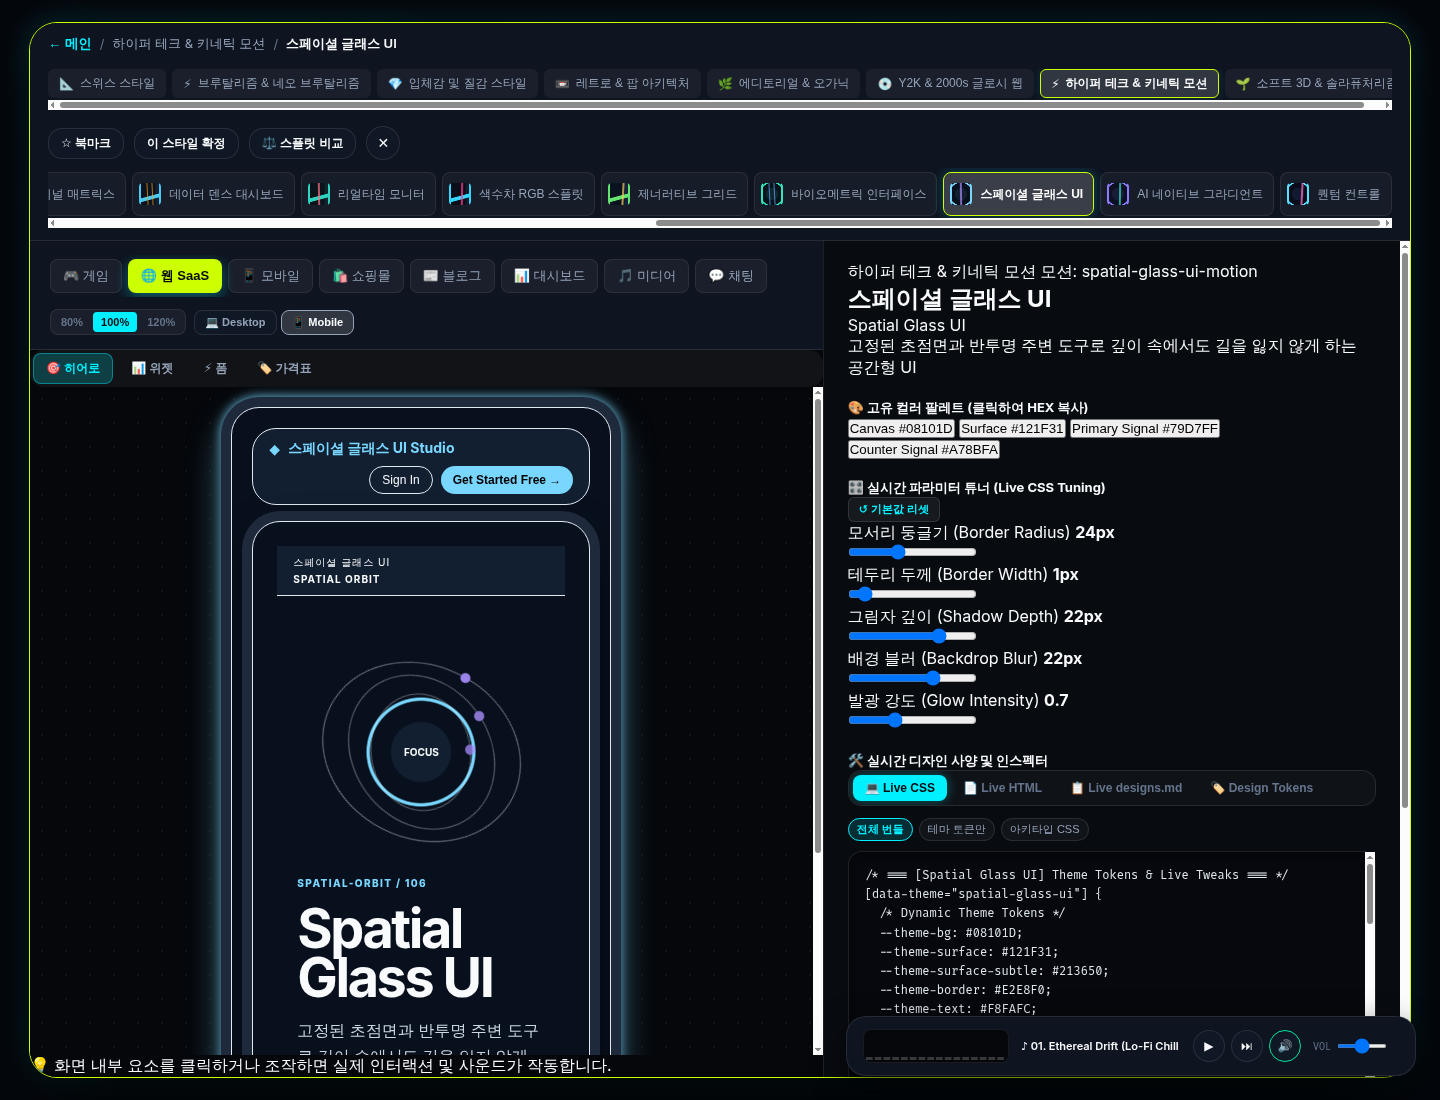 ← 메인 / 하이퍼 테크 & 키네틱 모션 / 스페이셜 글래스 UI
스위스 스타일 브루탈리즘 & 네오 브루탈리즘 입체감 및 질감 스타일 레트로 & 팝 아키텍처 에디토리얼 & 오가닉 Y2K & 2000s 글로시 웹 하이퍼 테크 & 키네틱 모션 소프트 3D & 솔라퓨처리즘
☆ 북마크 이 스타일 확정 스플릿 비교 ✕
널 매트릭스 데이터 덴스 대시보드 리얼타임 모니터 색수차 RGB 스플릿 제너러티브 그리드 바이오메트릭 인터페이스 스페이셜 글래스 UI AI 네이티브 그라디언트 퀀텀 컨트롤
게임 웹 SaaS 모바일 쇼핑몰 블로그 대시보드 미디어 채팅
80% 100% 120% Desktop Mobile
히어로 위젯 폼 가격표
◆ 스페이셜 글래스 UI Studio
Sign In Get Started Free →
스페이셜 글래스 UI
SPATIAL ORBIT
FOCUS
SPATIAL-ORBIT / 106
Spatial
Glass UI
고정된 초점면과 반투명 주변 도구
로 깊이 속에서도 길을 잃지 않게
💡 화면 내부 요소를 클릭하거나 조작하면 실제 인터랙션 및 사운드가 작동합니다.
하이퍼 테크 & 키네틱 모션 모션: spatial-glass-ui-motion
스페이셜 글래스 UI
Spatial Glass UI
고정된 초점면과 반투명 주변 도구로 깊이 속에서도 길을 잃지 않게 하는
공간형 UI
🎨 고유 컬러 팔레트 (클릭하여 HEX 복사)
Canvas #08101D Surface #121F31 Primary Signal #79D7FF
Counter Signal #A78BFA
🎛️ 실시간 파라미터 튜너 (Live CSS Tuning)
↺ 기본값 리셋
모서리 둥글기 (Border Radius) 24px
테두리 두께 (Border Width) 1px
그림자 깊이 (Shadow Depth) 22px
배경 블러 (Backdrop Blur) 22px
발광 강도 (Glow Intensity) 0.7
🛠️ 실시간 디자인 사양 및 인스펙터
Live CSS Live HTML Live designs.md Design Tokens
전체 번들 테마 토큰만 아키타입 CSS
/* === [Spatial Glass UI] Theme Tokens & Live Tweaks === */
[data-theme="spatial-glass-ui"] {
/* Dynamic Theme Tokens */
--theme-bg: #08101D;
--theme-surface: #121F31;
--theme-surface-subtle: #213650;
--theme-border: #E2E8F0;
--theme-text: #F8FAFC;
♪ 01. Ethereal Drift (Lo-Fi Chill VOL